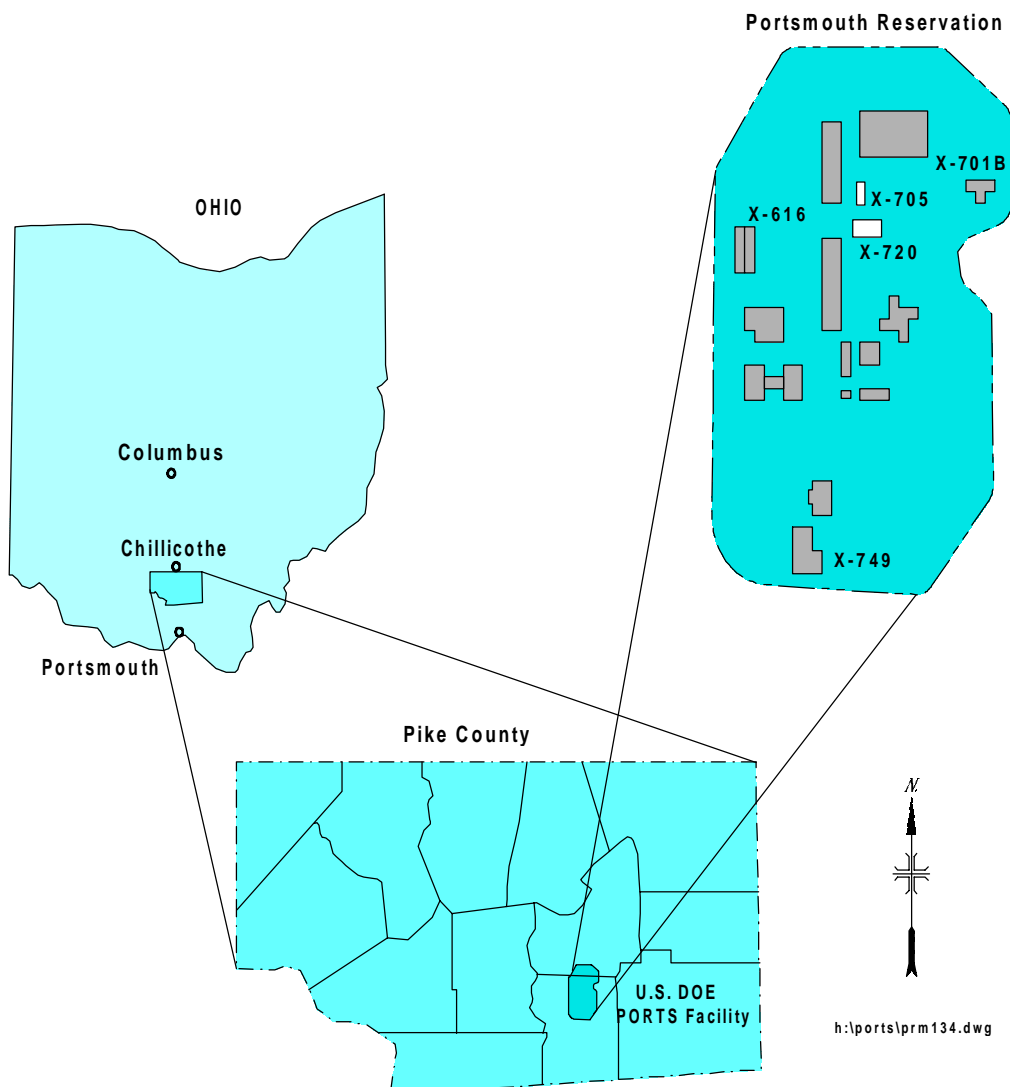 Portsmouth Reservation
X-701B
X-705
X-616
X-720
X-749
OHIO
Columbus
Chillicothe
Portsmouth
Pike County
U.S. DOE
PORTS Facility
N
h:\ports\prm134.dwg